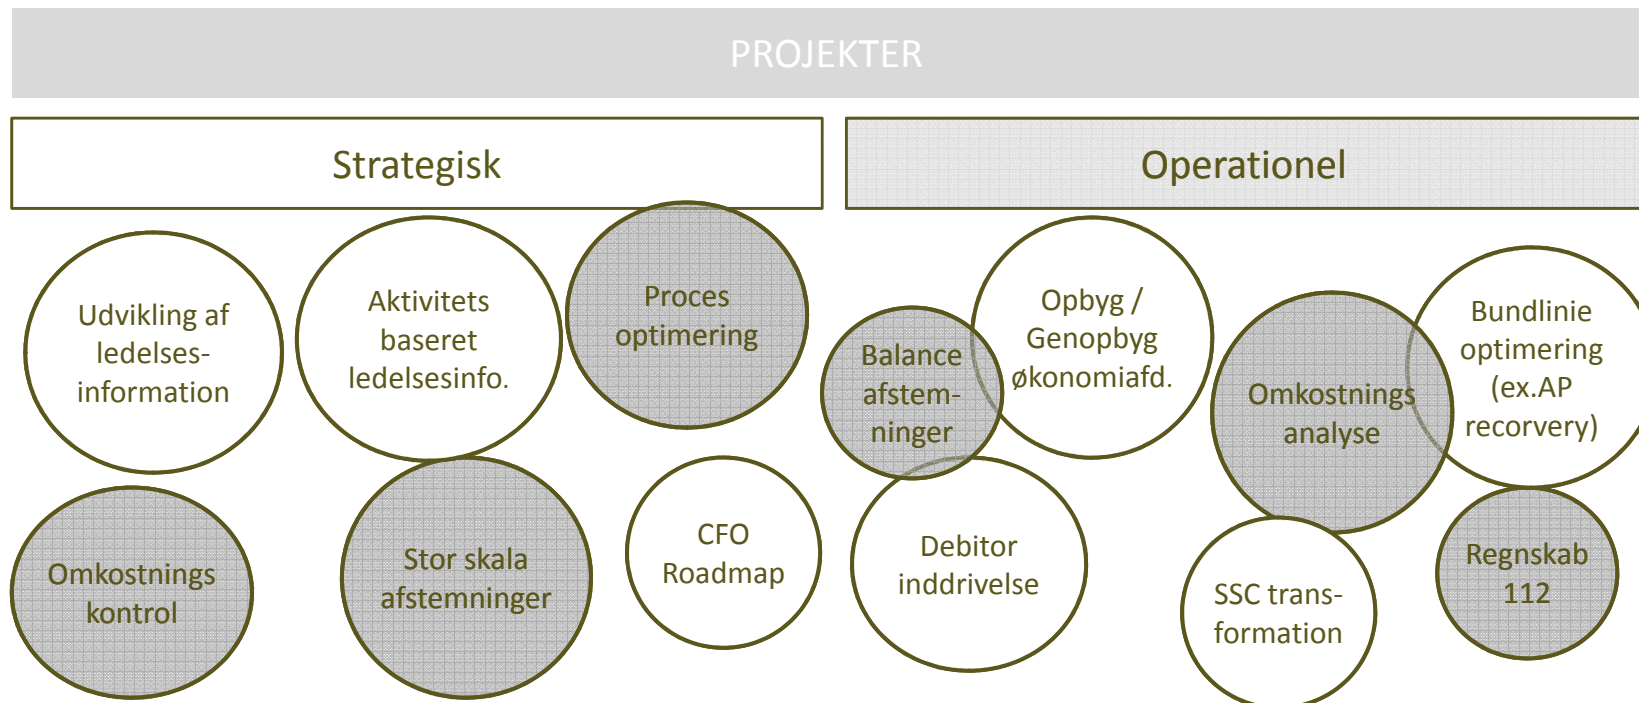 PROJEKTER
Strategisk
Operationel
Udvikling af
ledelses-
information
Aktivitets
baseret
ledelsesinfo.
Proces
optimering
Omkostnings
kontrol
Stor skala
afstemninger
CFO
Roadmap
Balance
afstem-
ninger
Opbyg /
Genopbyg
økonomiafd.
Omkostnings
analyse
Bundlinie
optimering
(ex.AP
recorvery)
Debitor
inddrivelse
SSC trans-
formation
Regnskab
112